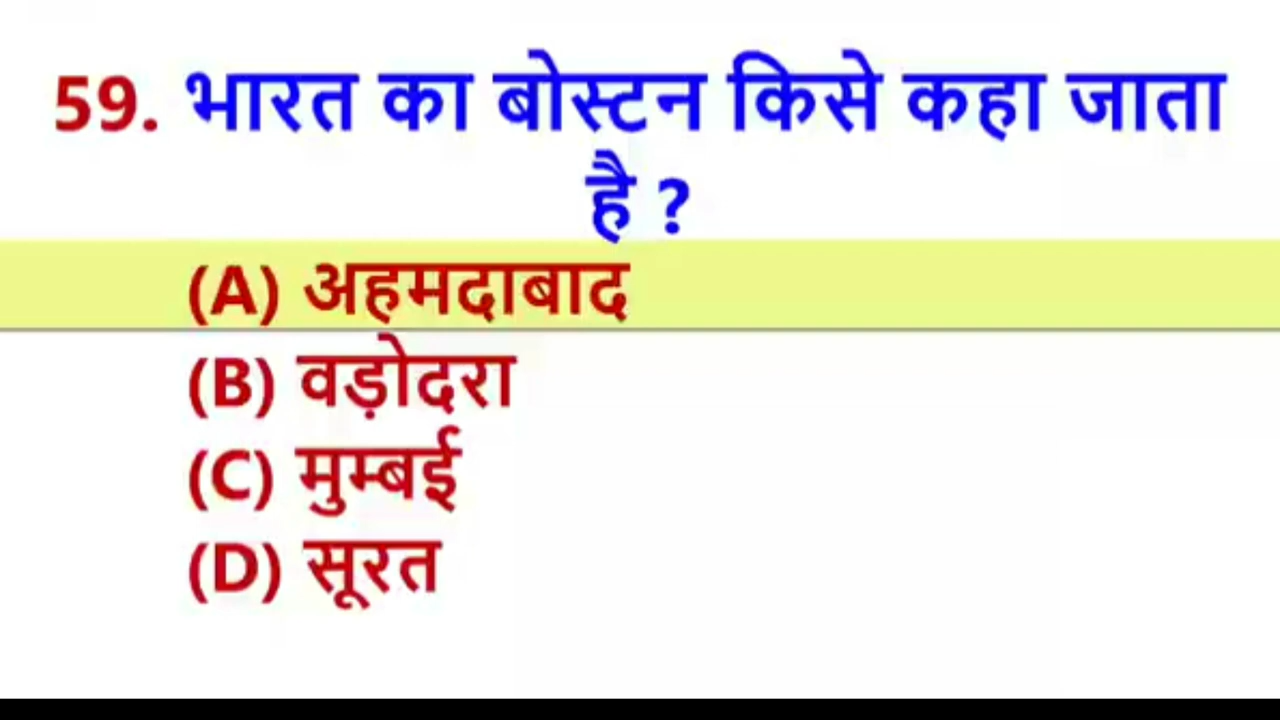 59. भारत का बोस्टन किसे कहा जाता
है ?
(A) अहमदाबाद
(B) वड़ोदरा
(C) मुम्बई
(D) सूरत